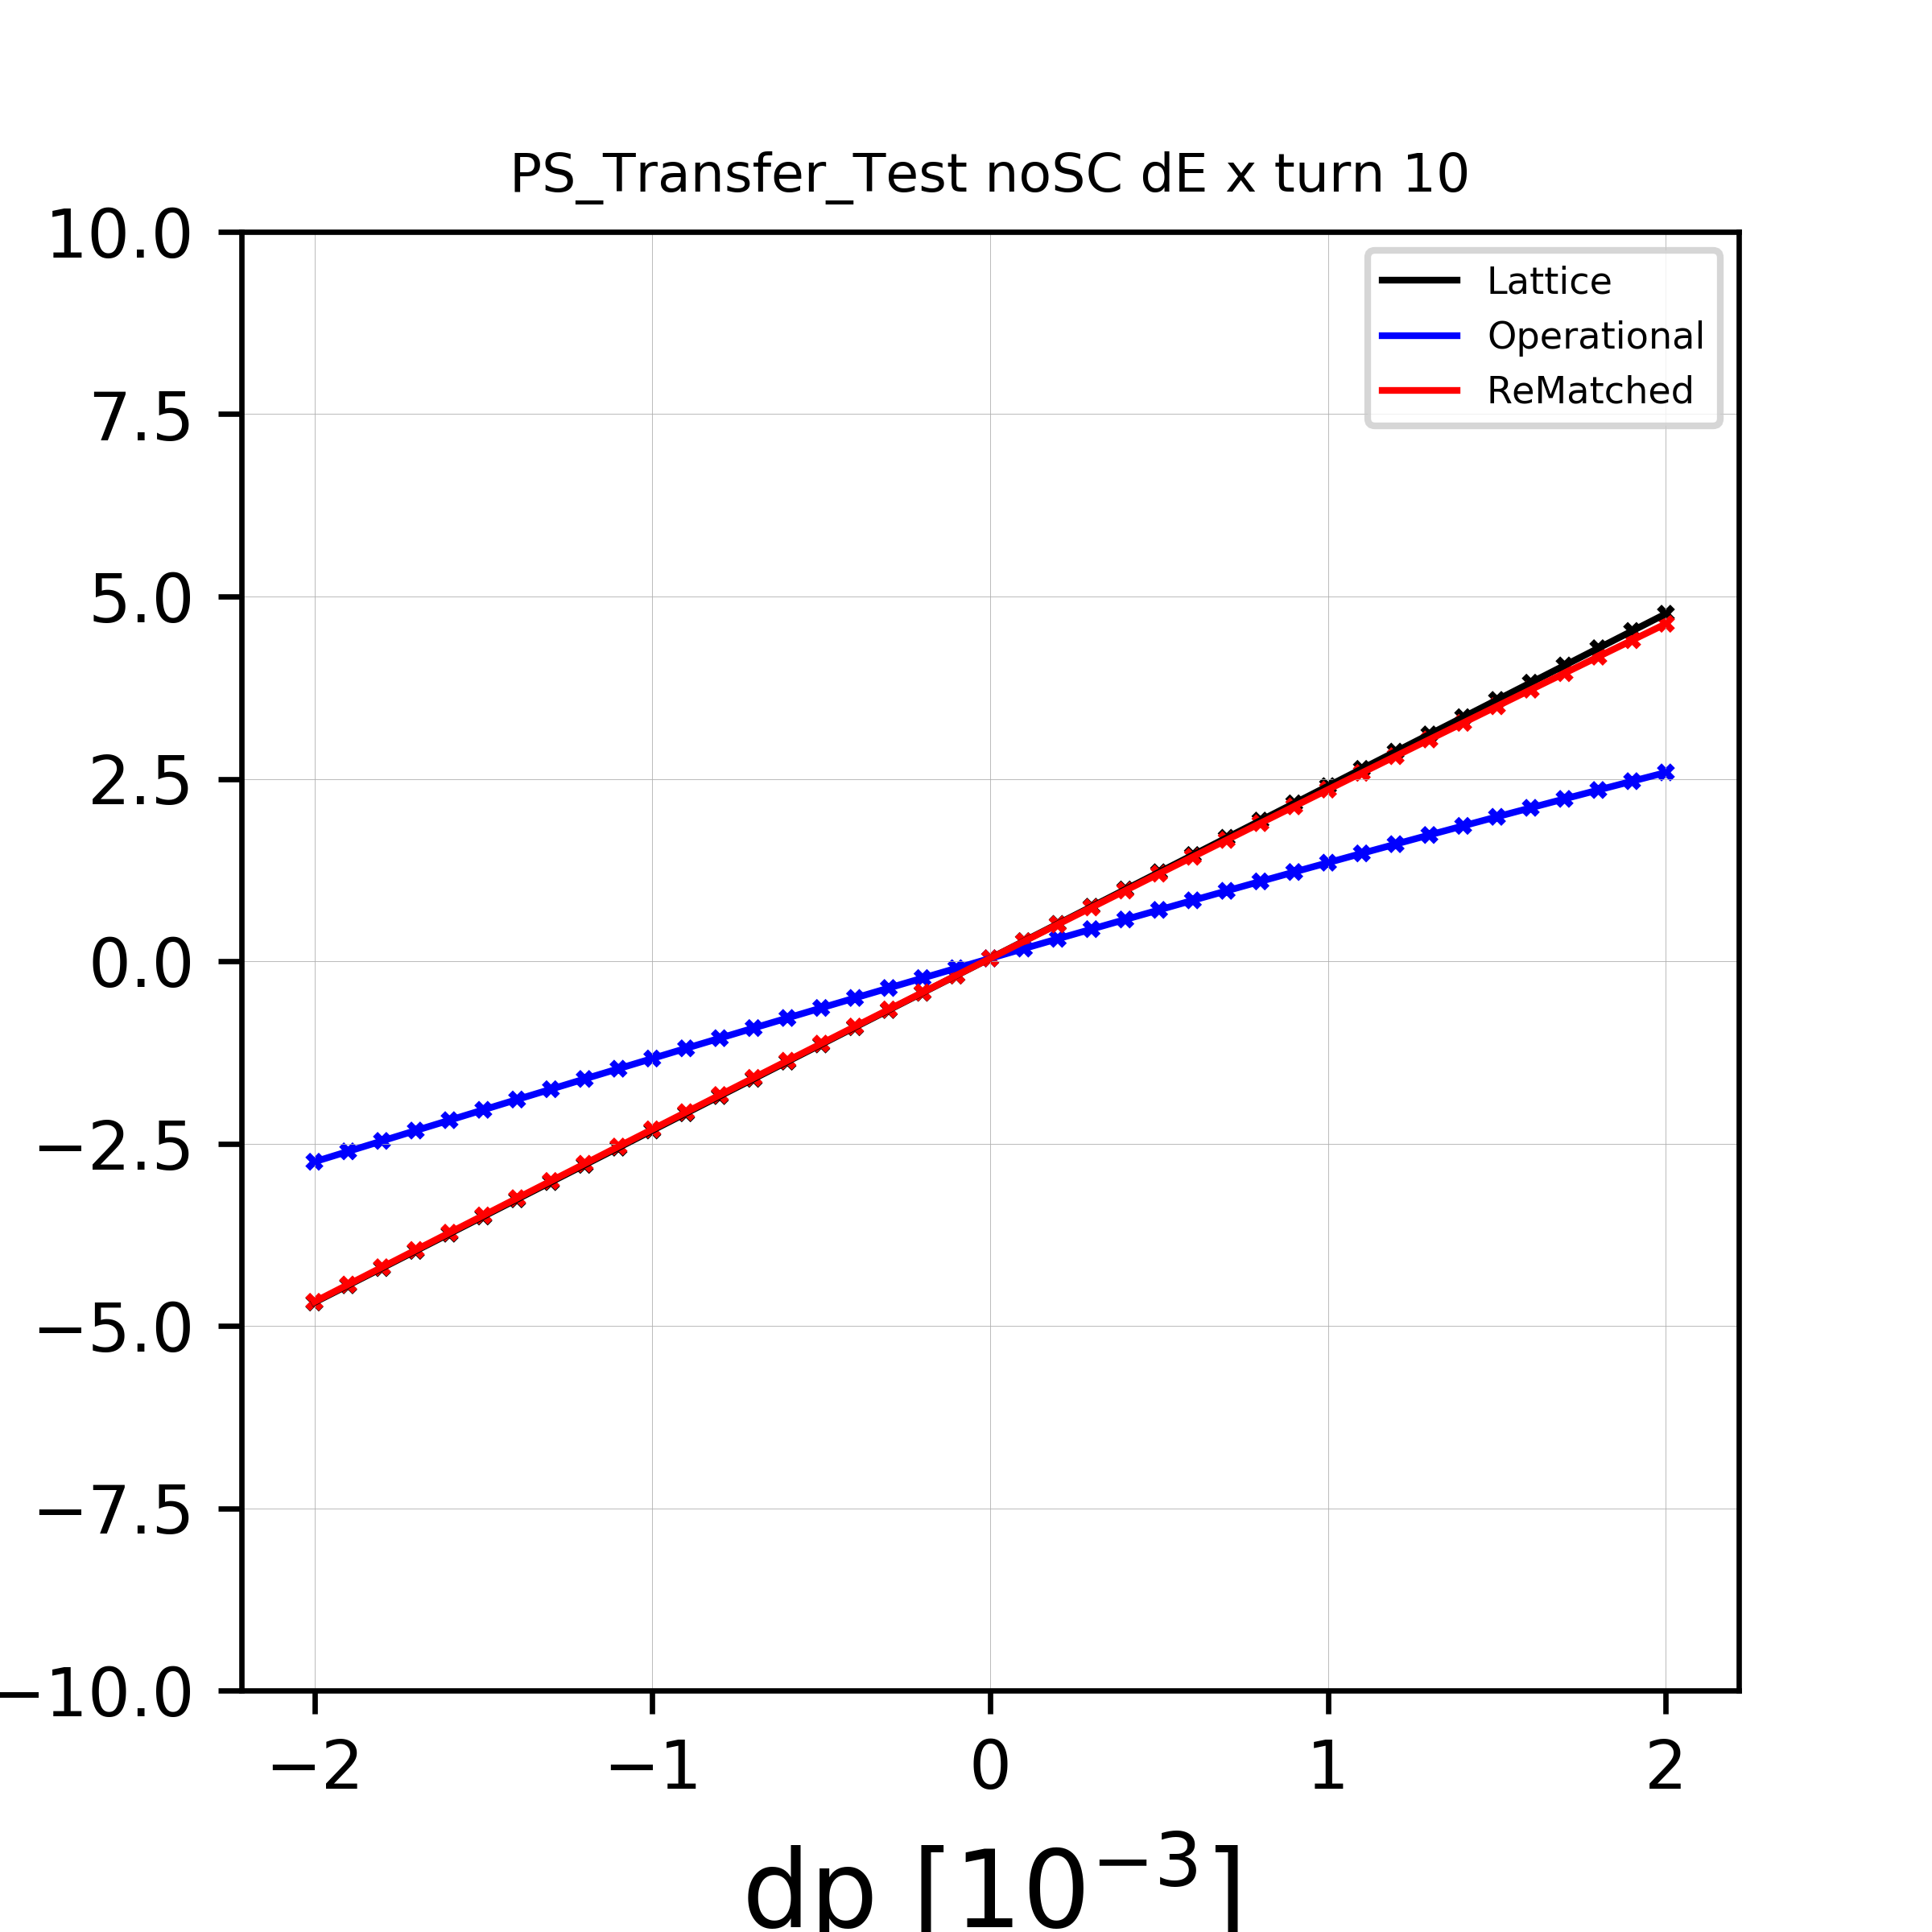 PS_Transfer_Test noSC dE x turn 10
10.0
7.5
5.0
2.5
0.0
−2.5
−5.0
−7.5
−10.0
Lattice
Operational
ReMatched
−2 −1 0 1 2
dp [10⁻³]